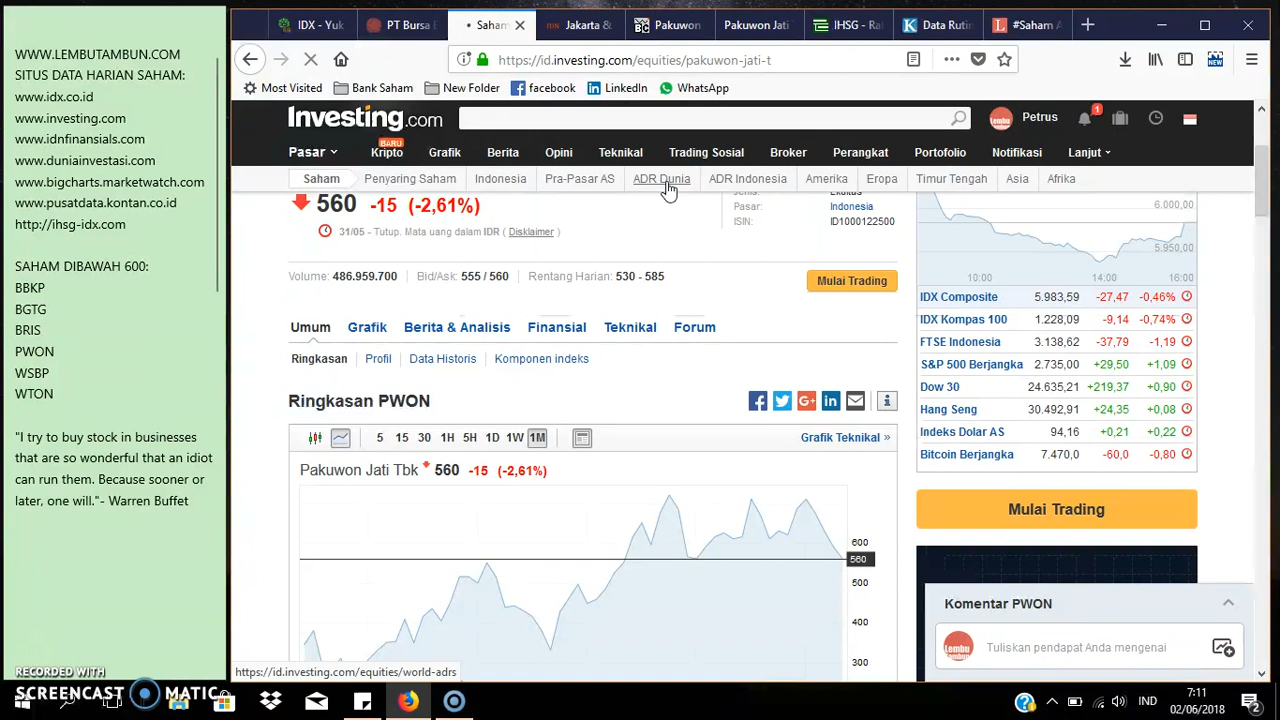 WWW.LEMBUTAMBUN.COM
SITUS DATA HARIAN SAHAM:
www.idx.co.id
www.investing.com
www.idnfinansials.com
www.duniainvestasi.com
www.bigcharts.marketwatch.com
www.pusatdata.kontan.co.id
http://ihsg-idx.com
SAHAM DIBAWAH 600:
BBKP
BGTG
BRIS
PWON
WSBP
WTON
"I try to buy stock in businesses
that are so wonderful that an idiot
can run them. Because sooner or
later, one will."- Warren Buffet
RECORDED WITH
SCREENCAST MATIC
IDX - Yuk
PT Bursa E
Saham
Jakarta &
BC
Pakuwon
Pakuwon Jati
IHSG - Ra
K
Data Rutin
L
#Saham A
https://id.investing.com/equities/pakuwon-jati-t
Most Visited
Bank Saham
New Folder
facebook
LinkedIn
WhatsApp
Investing.com
Lembu
Petrus
1
Pasar
BARU
Kripto
Grafik
Berita
Opini
Teknikal
Trading Sosial
Broker
Perangkat
Portofolio
Notifikasi
Lanjut
Saham
Penyaring Saham
Indonesia
Pra-Pasar AS
ADR Dunia
ADR Indonesia
Amerika
Eropa
Timur Tengah
Asia
Afrika
560 -15 (-2,61%)
31/05 - Tutup. Mata uang dalam IDR (Disclaimer)
Pasar: Indonesia
ISIN: ID1000122500
Volume: 486.959.700
Bid/Ask: 555 / 560
Rentang Harian: 530 - 585
Mulai Trading
Umum
Grafik
Berita & Analisis
Finansial
Teknikal
Forum
Ringkasan
Profil
Data Historis
Komponen indeks
Ringkasan PWON
5 15 30 1H 5H 1D 1W 1M
Grafik Teknikal »
Pakuwon Jati Tbk 560 -15 (-2,61%)
600
560
500
400
300
6.000,00
5.950,00
10:00 14:00 16:00
IDX Composite 5.983,59 -27,47 -0,46%
IDX Kompas 100 1.228,09 -9,14 -0,74%
FTSE Indonesia 3.138,62 -37,79 -1,19
S&P 500 Berjangka 2.735,00 +29,50 +1,09
Dow 30 24.635,21 +219,37 +0,90
Hang Seng 30.492,91 +24,35 +0,08
Indeks Dolar AS 94,16 +0,21 +0,22
Bitcoin Berjangka 7.470,0 -60,0 -0,80
Mulai Trading
Komentar PWON
Lembu
Tuliskan pendapat Anda mengenai
https://id.investing.com/equities/world-adrs
IND
7:11
02/06/2018
2